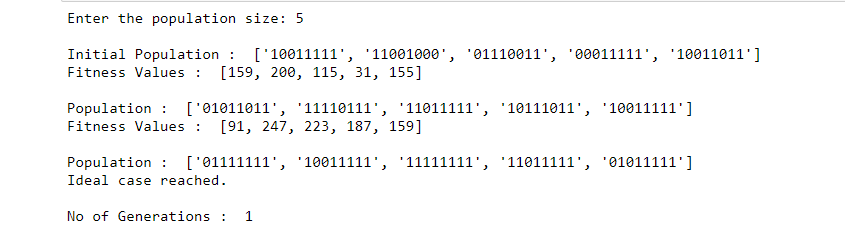 Enter the population size: 5
Initial Population :  ['10011111', '11001000', '01110011', '00011111', '10011011']
Fitness Values :  [159, 200, 115, 31, 155]
Population :  ['01011011', '11110111', '11011111', '10111011', '10011111']
Fitness Values :  [91, 247, 223, 187, 159]
Population :  ['01111111', '10011111', '11111111', '11011111', '01011111']
Ideal case reached.
No of Generations :  1